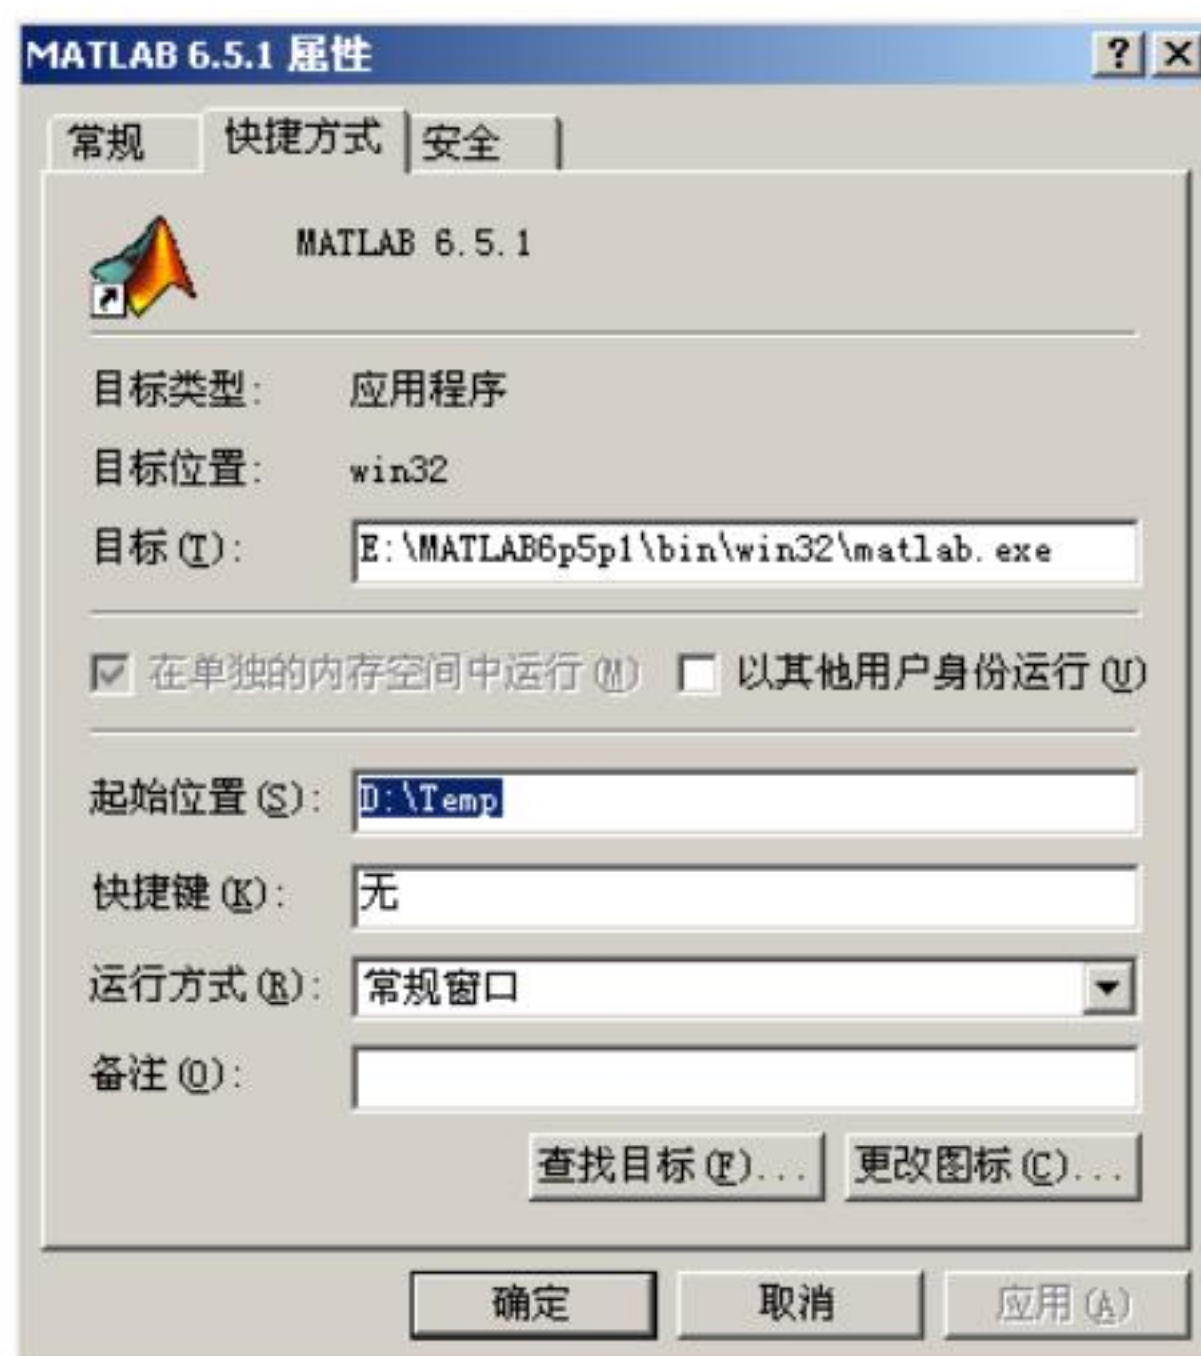 MATLAB 6.5.1 属性
常规 快捷方式 安全
MATLAB 6.5.1
目标类型: 应用程序
目标位置: win32
目标(T): E:\MATLAB6p5p1\bin\win32\matlab.exe
在单独的内存空间中运行(M) 以其他用户身份运行(U)
起始位置(S): D:\Temp
快捷键(K): 无
运行方式(R): 常规窗口
备注(O):
查找目标(F)... 更改图标(C)...
确定 取消 应用(A)